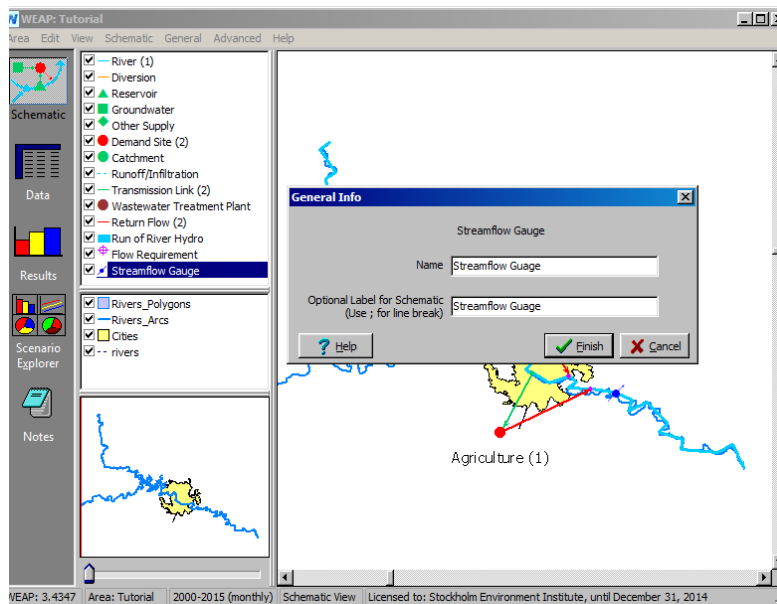 WEAP: Tutorial
Area Edit View Schematic General Advanced Help
Schematic
Data
Results
Scenario
Explorer
Notes
River (1)
Diversion
Reservoir
Groundwater
Other Supply
Demand Site (2)
Catchment
Runoff/Infiltration
Transmission Link (2)
Wastewater Treatment Plant
Return Flow (2)
Run of River Hydro
Flow Requirement
Streamflow Gauge
Rivers_Polygons
Rivers_Arcs
Cities
rivers
General Info
Streamflow Gauge
Name Streamflow Guage
Optional Label for Schematic
(Use ; for line break) Streamflow Guage
Help Finish Cancel
Agriculture (1)
WEAP: 3.4347 Area: Tutorial 2000-2015 (monthly) Schematic View Licensed to: Stockholm Environment Institute, until December 31, 2014